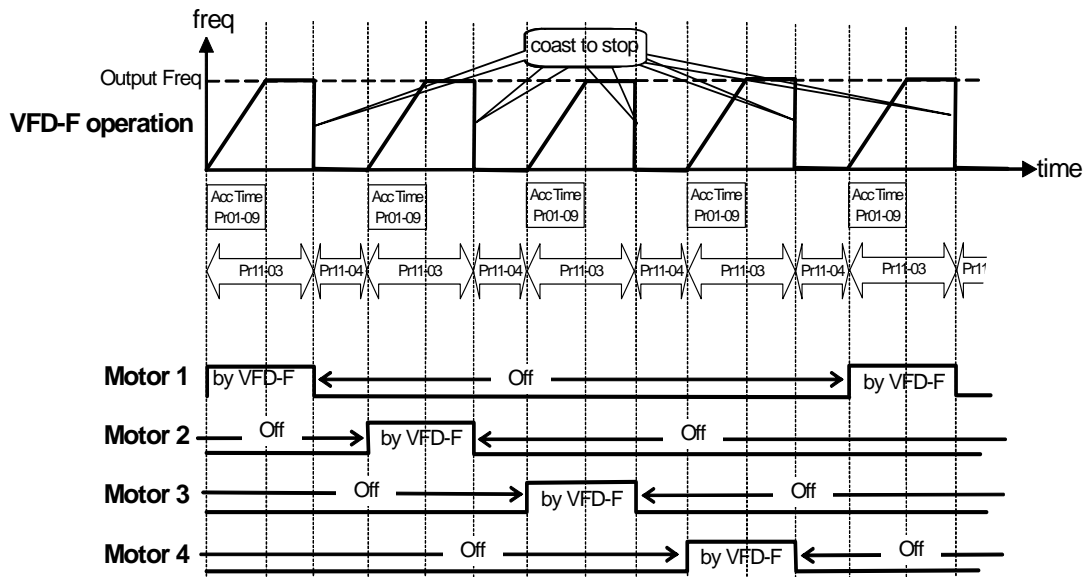 freq
coast to stop
Output Freq
VFD-F operation
time
Acc Time
Pr01-09
Acc Time
Pr01-09
Acc Time
Pr01-09
Acc Time
Pr01-09
Acc Time
Pr01-09
Pr11-03 Pr11-04 Pr11-03 Pr11-04 Pr11-03 Pr11-04 Pr11-03 Pr11-04 Pr11-03 Pr11
Motor 1 by VFD-F Off by VFD-F
Motor 2 Off by VFD-F Off
Motor 3 Off by VFD-F Off
Motor 4 Off by VFD-F Off